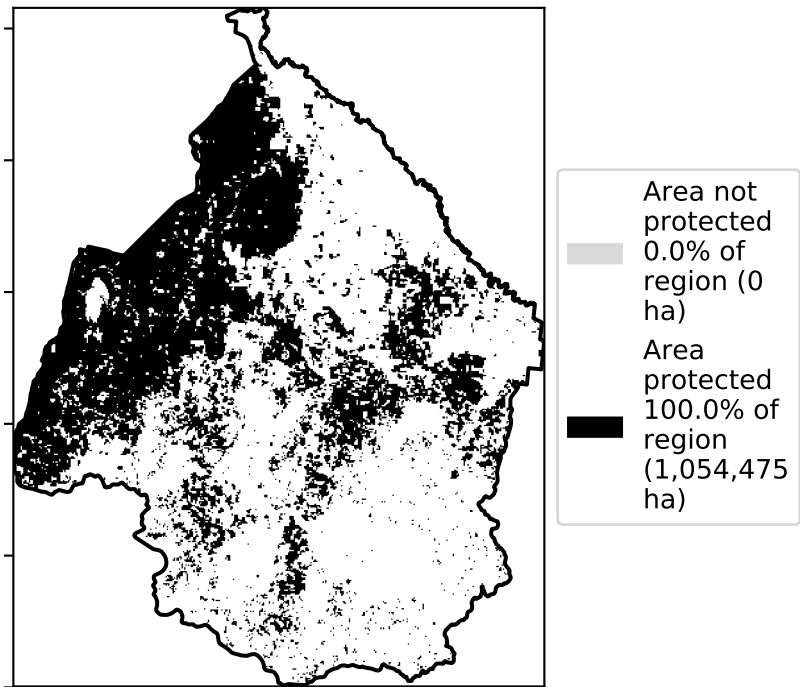 Area not
protected
0.0% of
region (0
ha)
Area
protected
100.0% of
region
(1,054,475
ha)